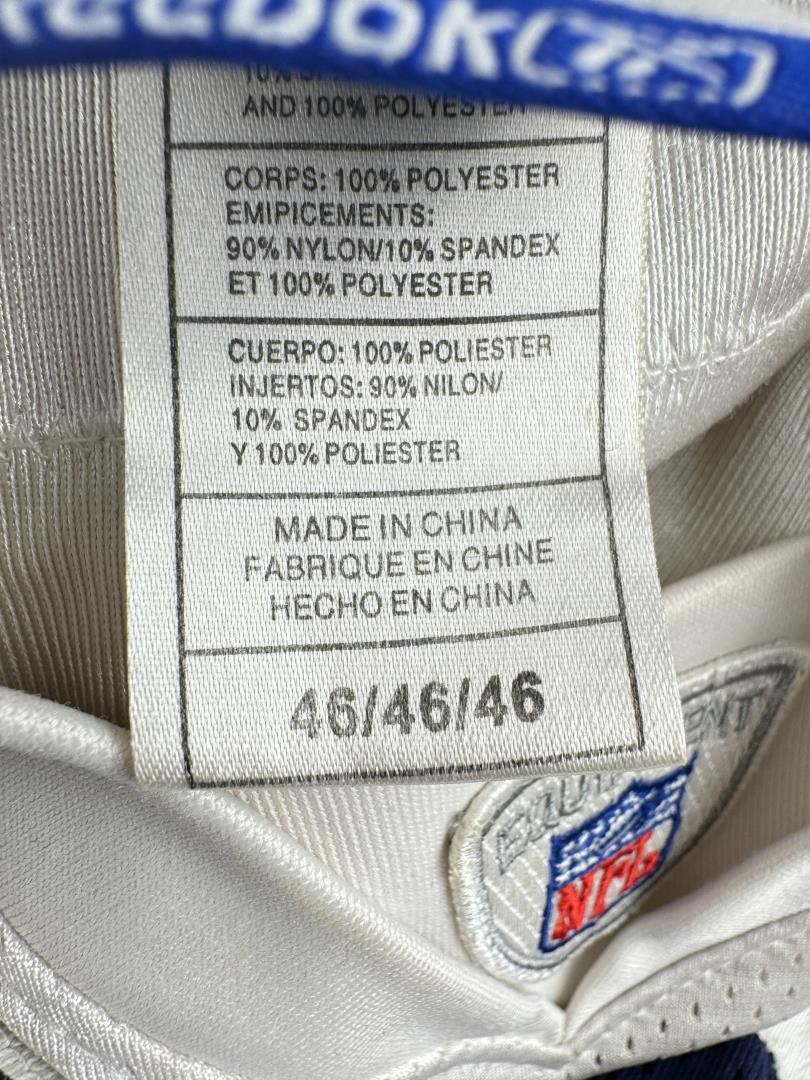 Reebok
AND 100% POLYESTER
CORPS: 100% POLYESTER
EMIPICEMENTS:
90% NYLON/10% SPANDEX
ET 100% POLYESTER
CUERPO: 100% POLIESTER
INJERTOS: 90% NILON/
10% SPANDEX
Y 100% POLIESTER
MADE IN CHINA
FABRIQUE EN CHINE
HECHO EN CHINA
46/46/46
NFL